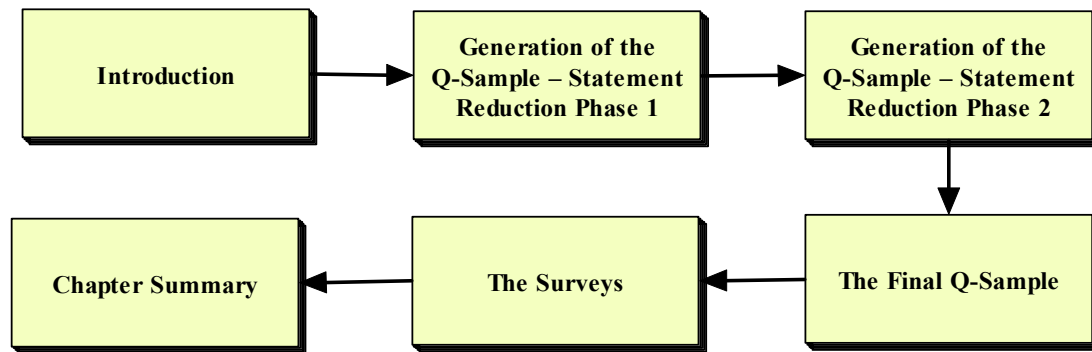 Introduction
Generation of the
Q-Sample – Statement
Reduction Phase 1
Generation of the
Q-Sample – Statement
Reduction Phase 2
The Final Q-Sample
The Surveys
Chapter Summary